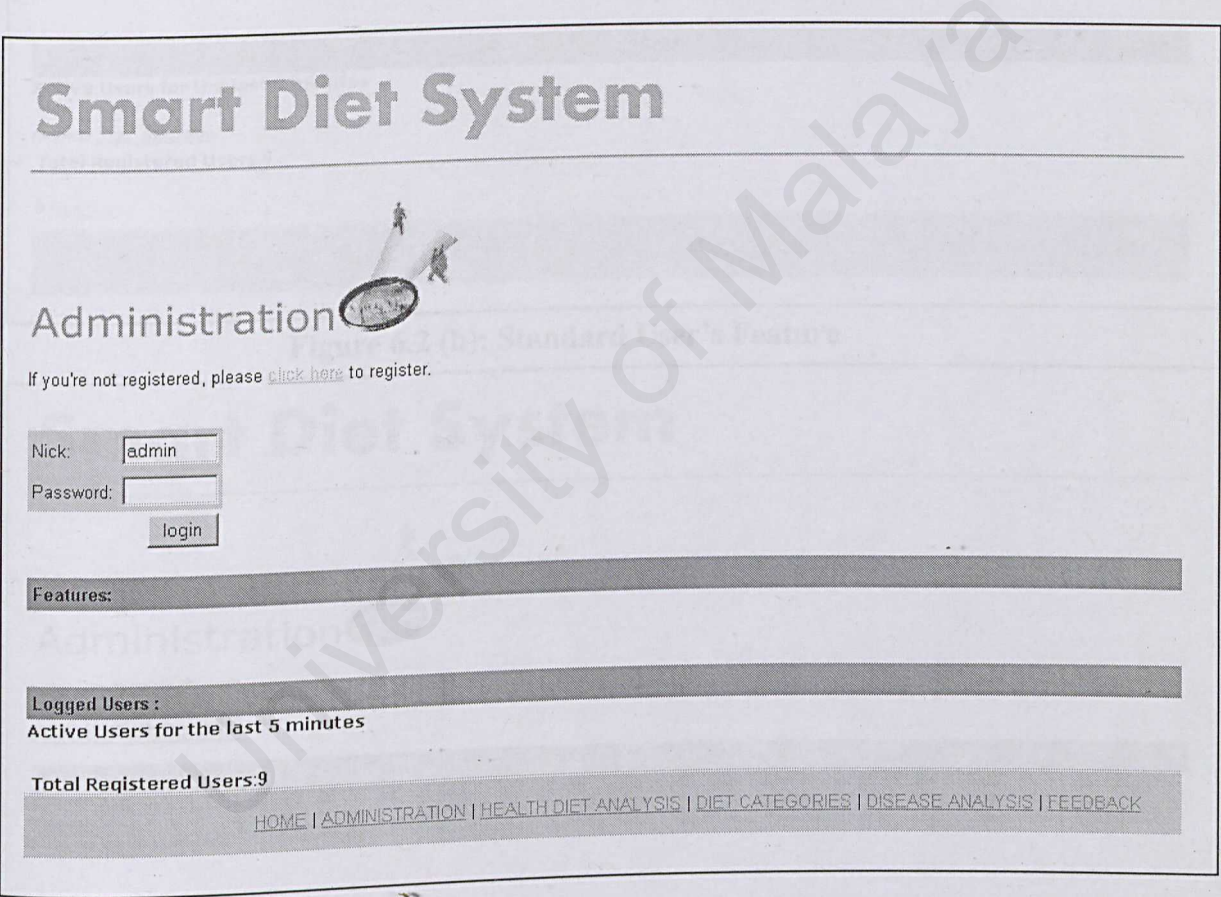 Smart Diet System
Administration
If you're not registered, please click here to register.
Nick: admin
Password:
login
Features:
Logged Users :
Active Users for the last 5 minutes
Total Registered Users:9
HOME | ADMINISTRATION | HEALTH DIET ANALYSIS | DIET CATEGORIES | DISEASE ANALYSIS | FEEDBACK
University of Malaya
Figure 6.2 (b): Standard User's Feature
Smart Diet System
Administration